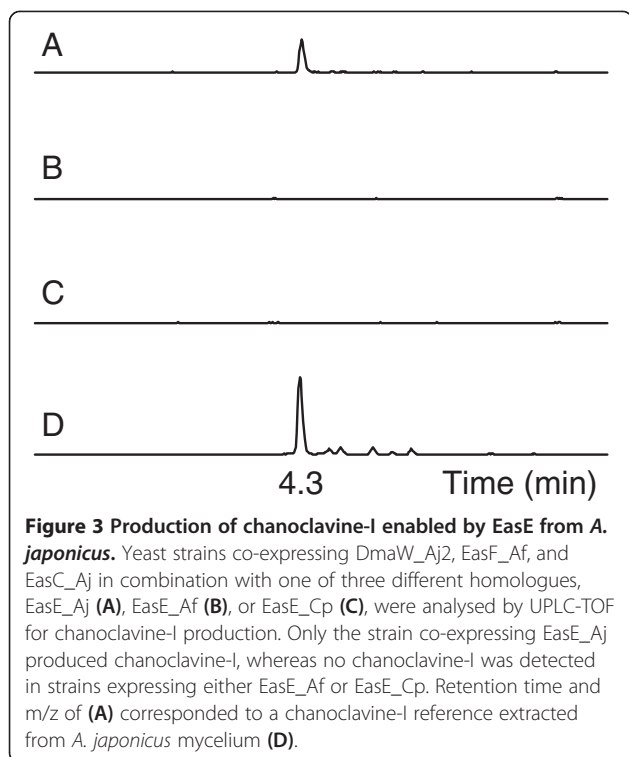 A
B
C
D
4.3 Time (min)
Figure 3 Production of chanoclavine-I enabled by EasE from A.
japonicus. Yeast strains co-expressing DmaW_Aj2, EasF_Af, and
EasC_Aj in combination with one of three different homologues,
EasE_Aj (A), EasE_Af (B), or EasE_Cp (C), were analysed by UPLC-TOF
for chanoclavine-I production. Only the strain co-expressing EasE_Aj
produced chanoclavine-I, whereas no chanoclavine-I was detected
in strains expressing either EasE_Af or EasE_Cp. Retention time and
m/z of (A) corresponded to a chanoclavine-I reference extracted
from A. japonicus mycelium (D).